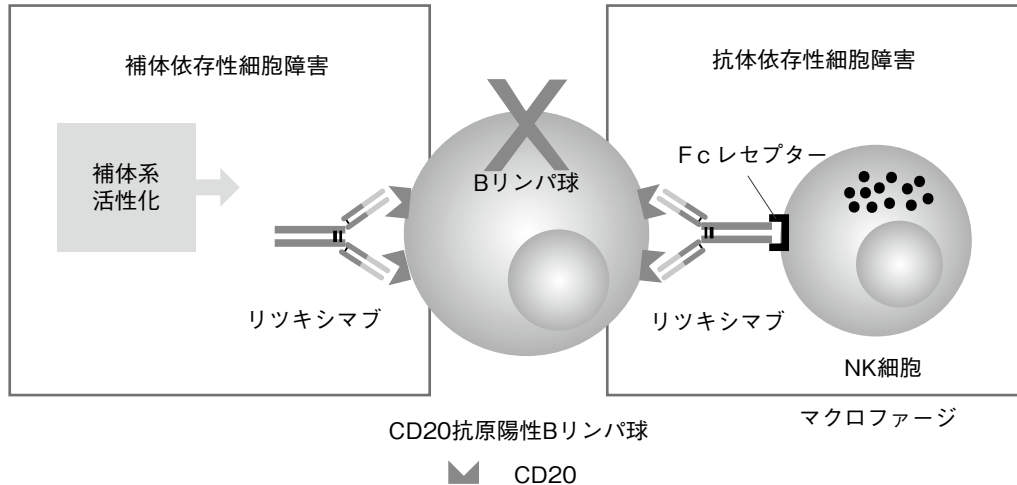 補体依存性細胞障害
抗体依存性細胞障害
補体系
活性化
Bリンパ球
Fcレセプター
リツキシマブ
リツキシマブ
NK細胞
マクロファージ
CD20抗原陽性Bリンパ球
CD20